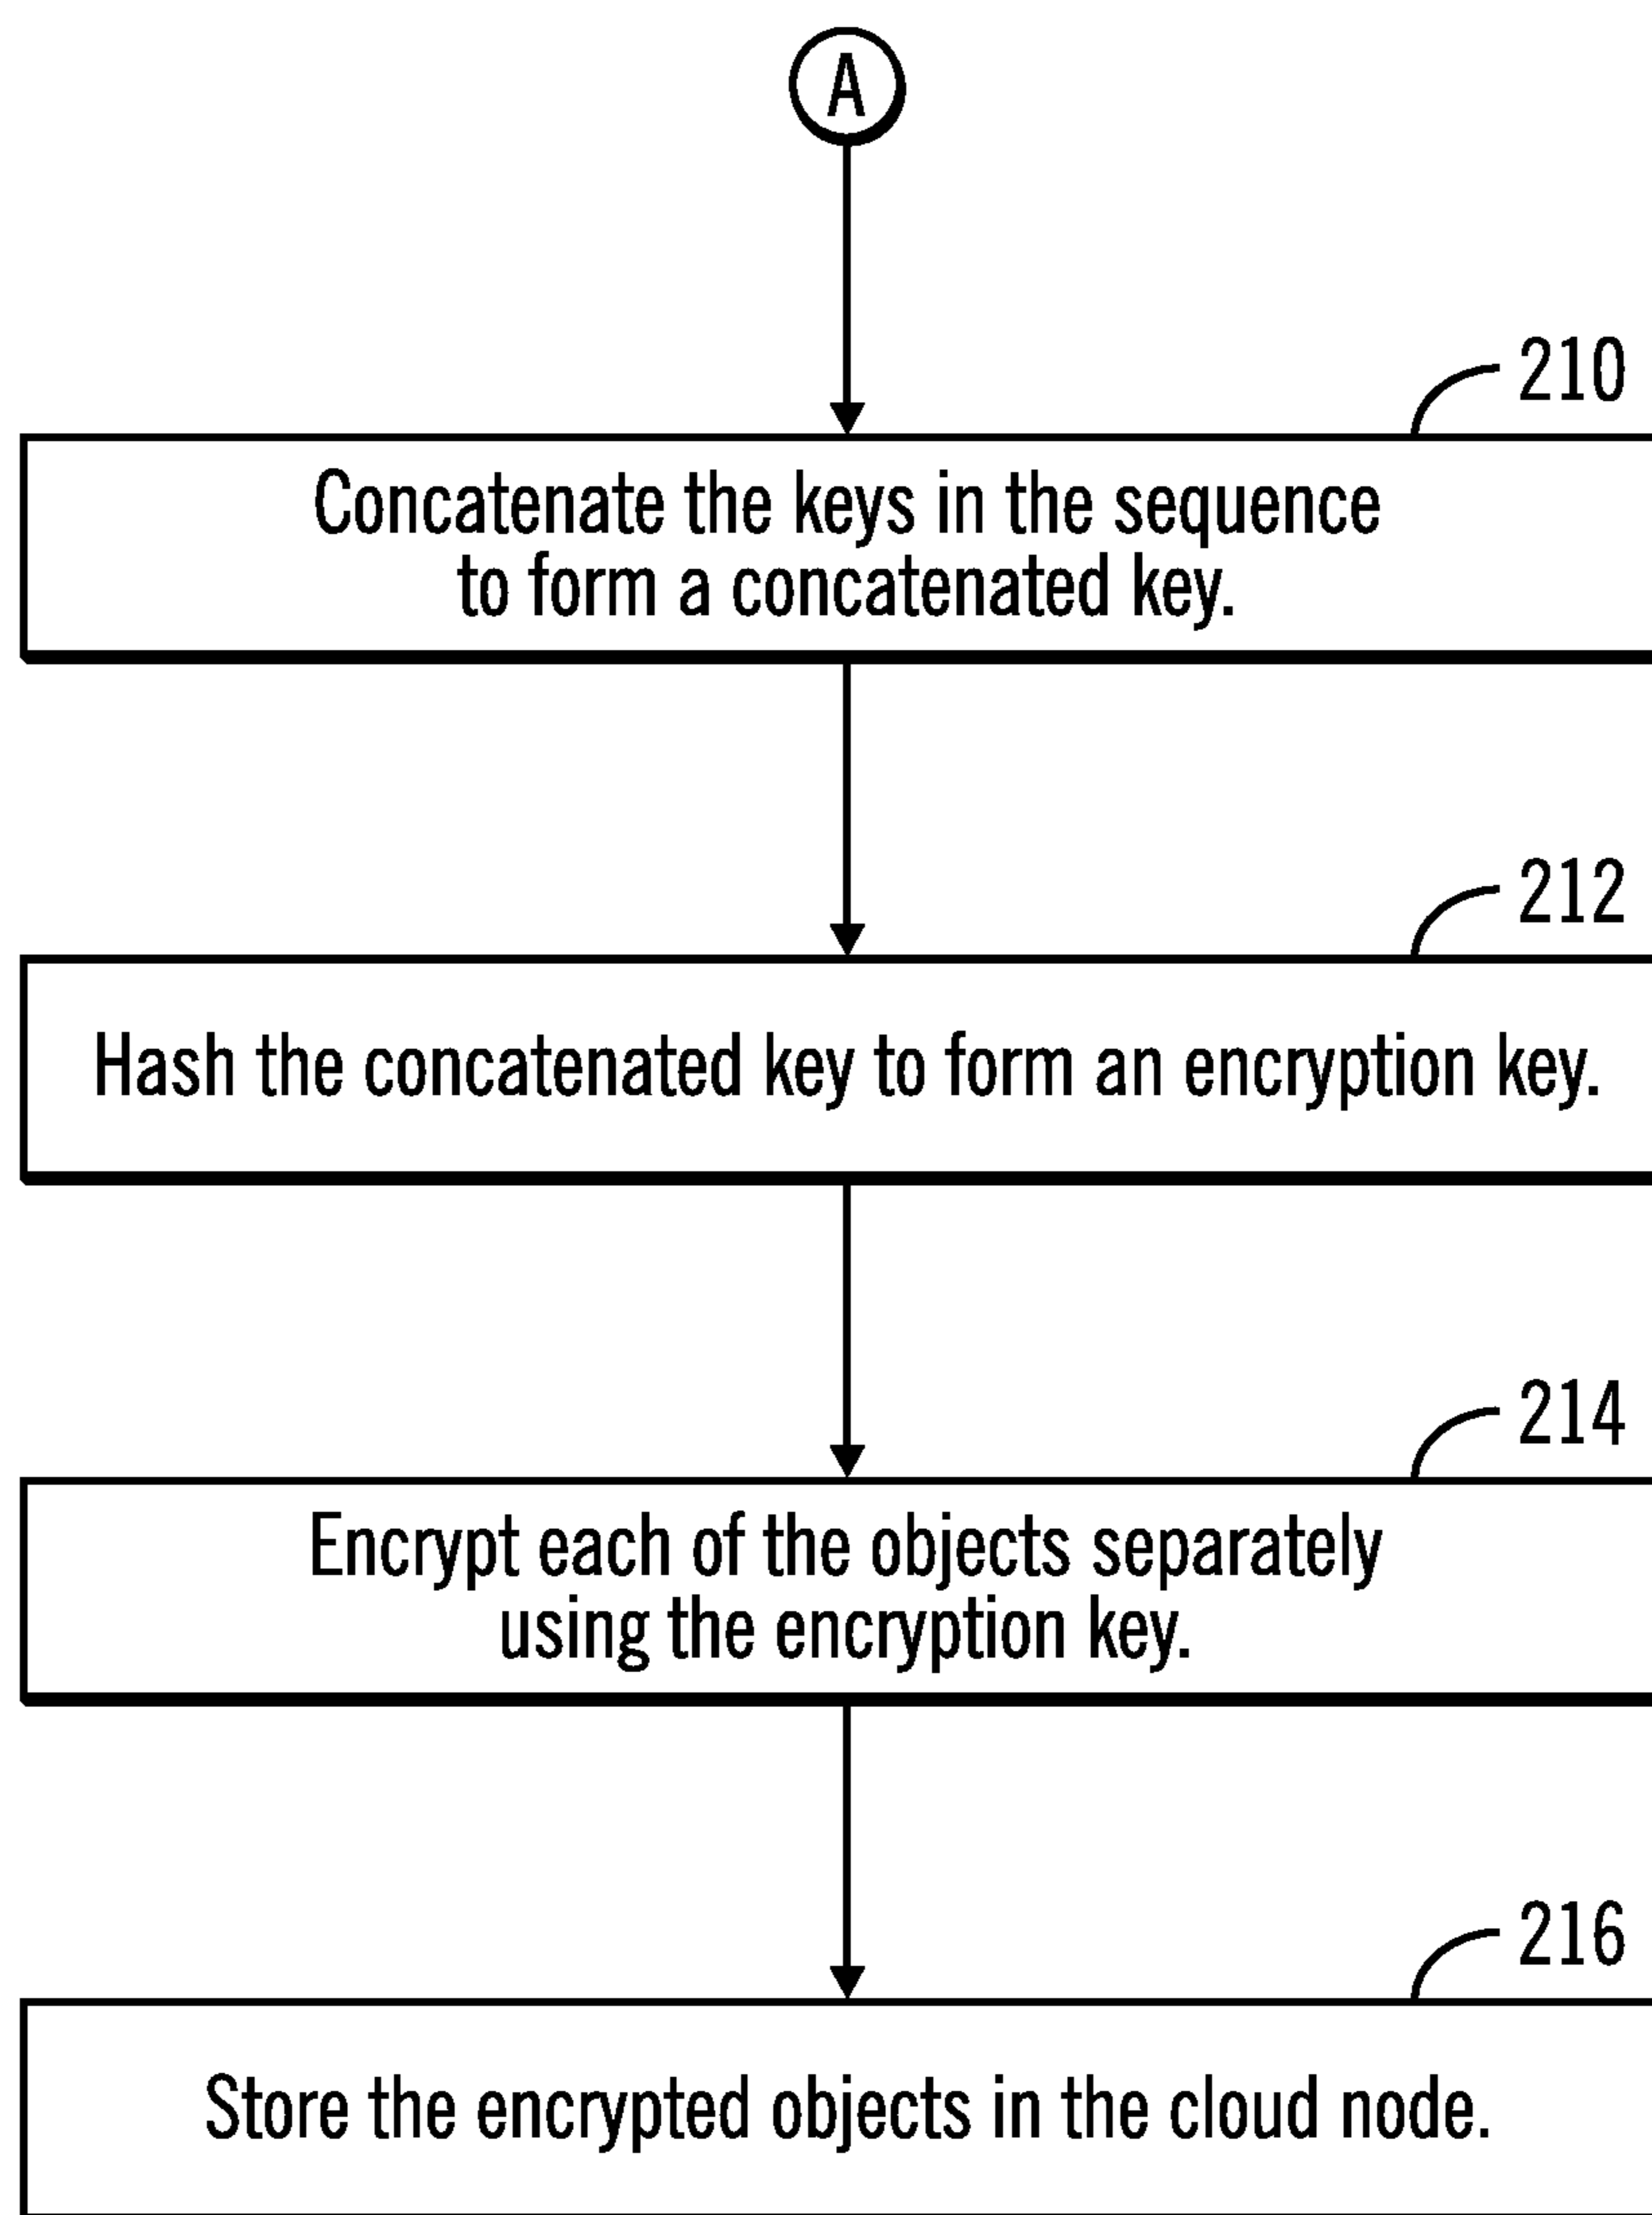 A
210
Concatenate the keys in the sequence
to form a concatenated key.
212
Hash the concatenated key to form an encryption key.
214
Encrypt each of the objects separately
using the encryption key.
216
Store the encrypted objects in the cloud node.